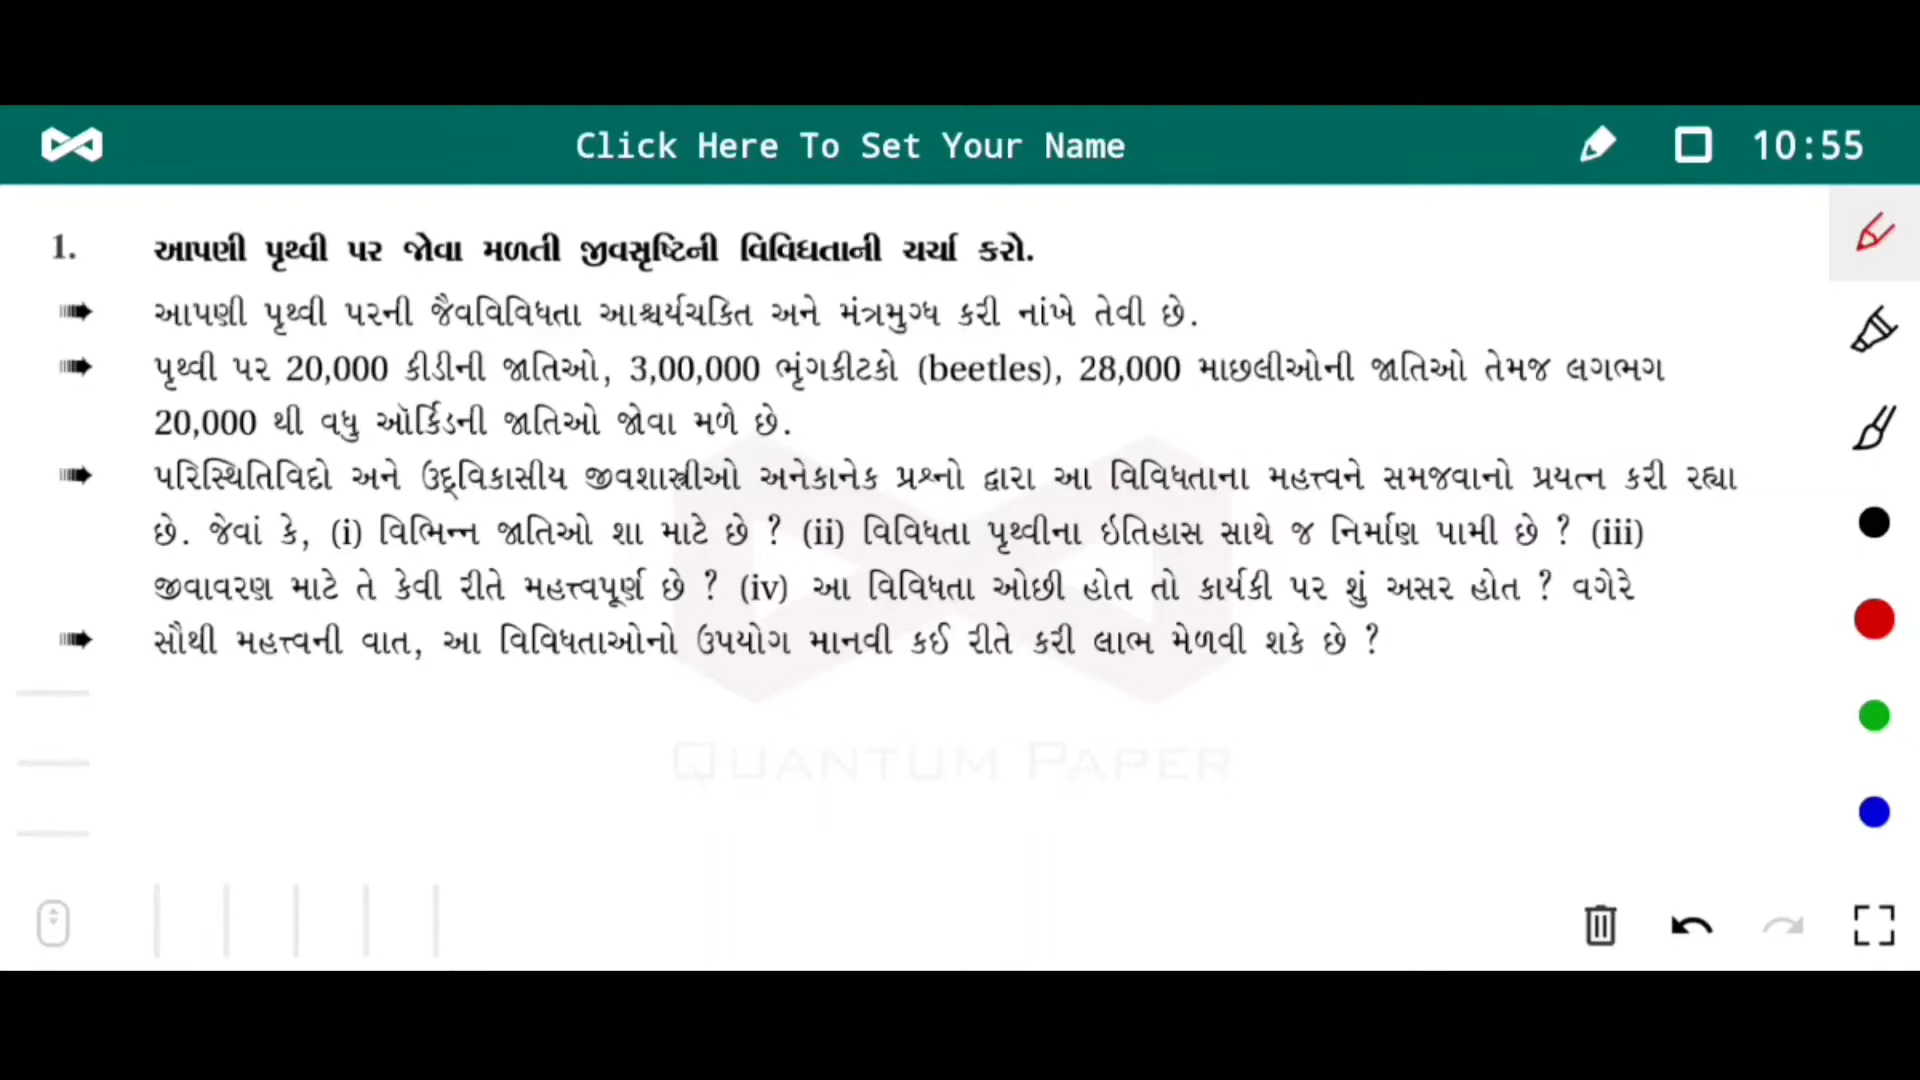 Click Here To Set Your Name
10:55
1. આપણી પૃથ્વી પર જોવા મળતી જીવસૃષ્ટિની વિવિધતાની ચર્ચા કરો.
➠ આપણી પૃથ્વી પરની જૈવવિવિધતા આશ્ચર્યચકિત અને મંત્રમુગ્ધ કરી નાંખે તેવી છે.
➠ પૃથ્વી પર 20,000 કીડીની જાતિઓ, 3,00,000 ભૃંગકીટકો (beetles), 28,000 માછલીઓની જાતિઓ તેમજ લગભગ
20,000 થી વધુ ઑર્કિડની જાતિઓ જોવા મળે છે.
➠ પરિસ્થિતિવિદો અને ઉદ્‌વિકાસીય જીવશાસ્ત્રીઓ અનેકાનેક પ્રશ્નો દ્વારા આ વિવિધતાના મહત્ત્વને સમજવાનો પ્રયત્ન કરી રહ્યા
છે. જેવાં કે, (i) વિભિન્ન જાતિઓ શા માટે છે ? (ii) વિવિધતા પૃથ્વીના ઇતિહાસ સાથે જ નિર્માણ પામી છે ? (iii)
જીવાવરણ માટે તે કેવી રીતે મહત્ત્વપૂર્ણ છે ? (iv) આ વિવિધતા ઓછી હોત તો કાર્યકી પર શું અસર હોત ? વગેરે
➠ સૌથી મહત્ત્વની વાત, આ વિવિધતાઓનો ઉપયોગ માનવી કઈ રીતે કરી લાભ મેળવી શકે છે ?
QUANTUM PAPER